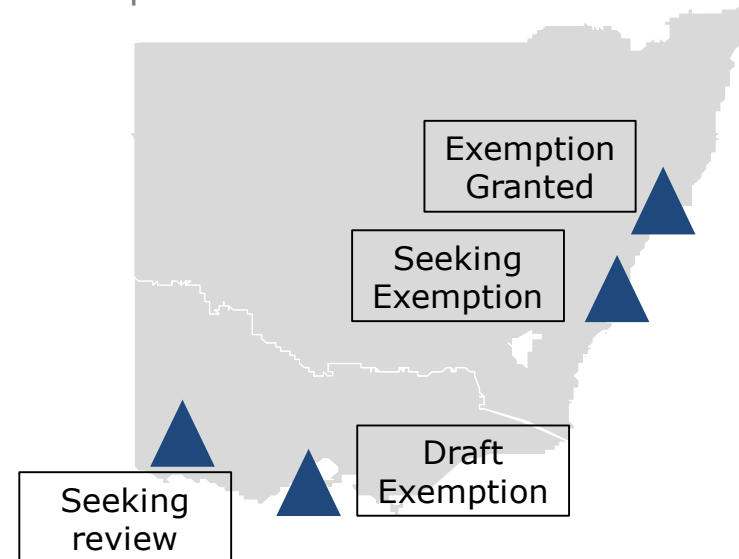 Exemption
Granted
Seeking
Exemption
Draft
Exemption
Seeking
review